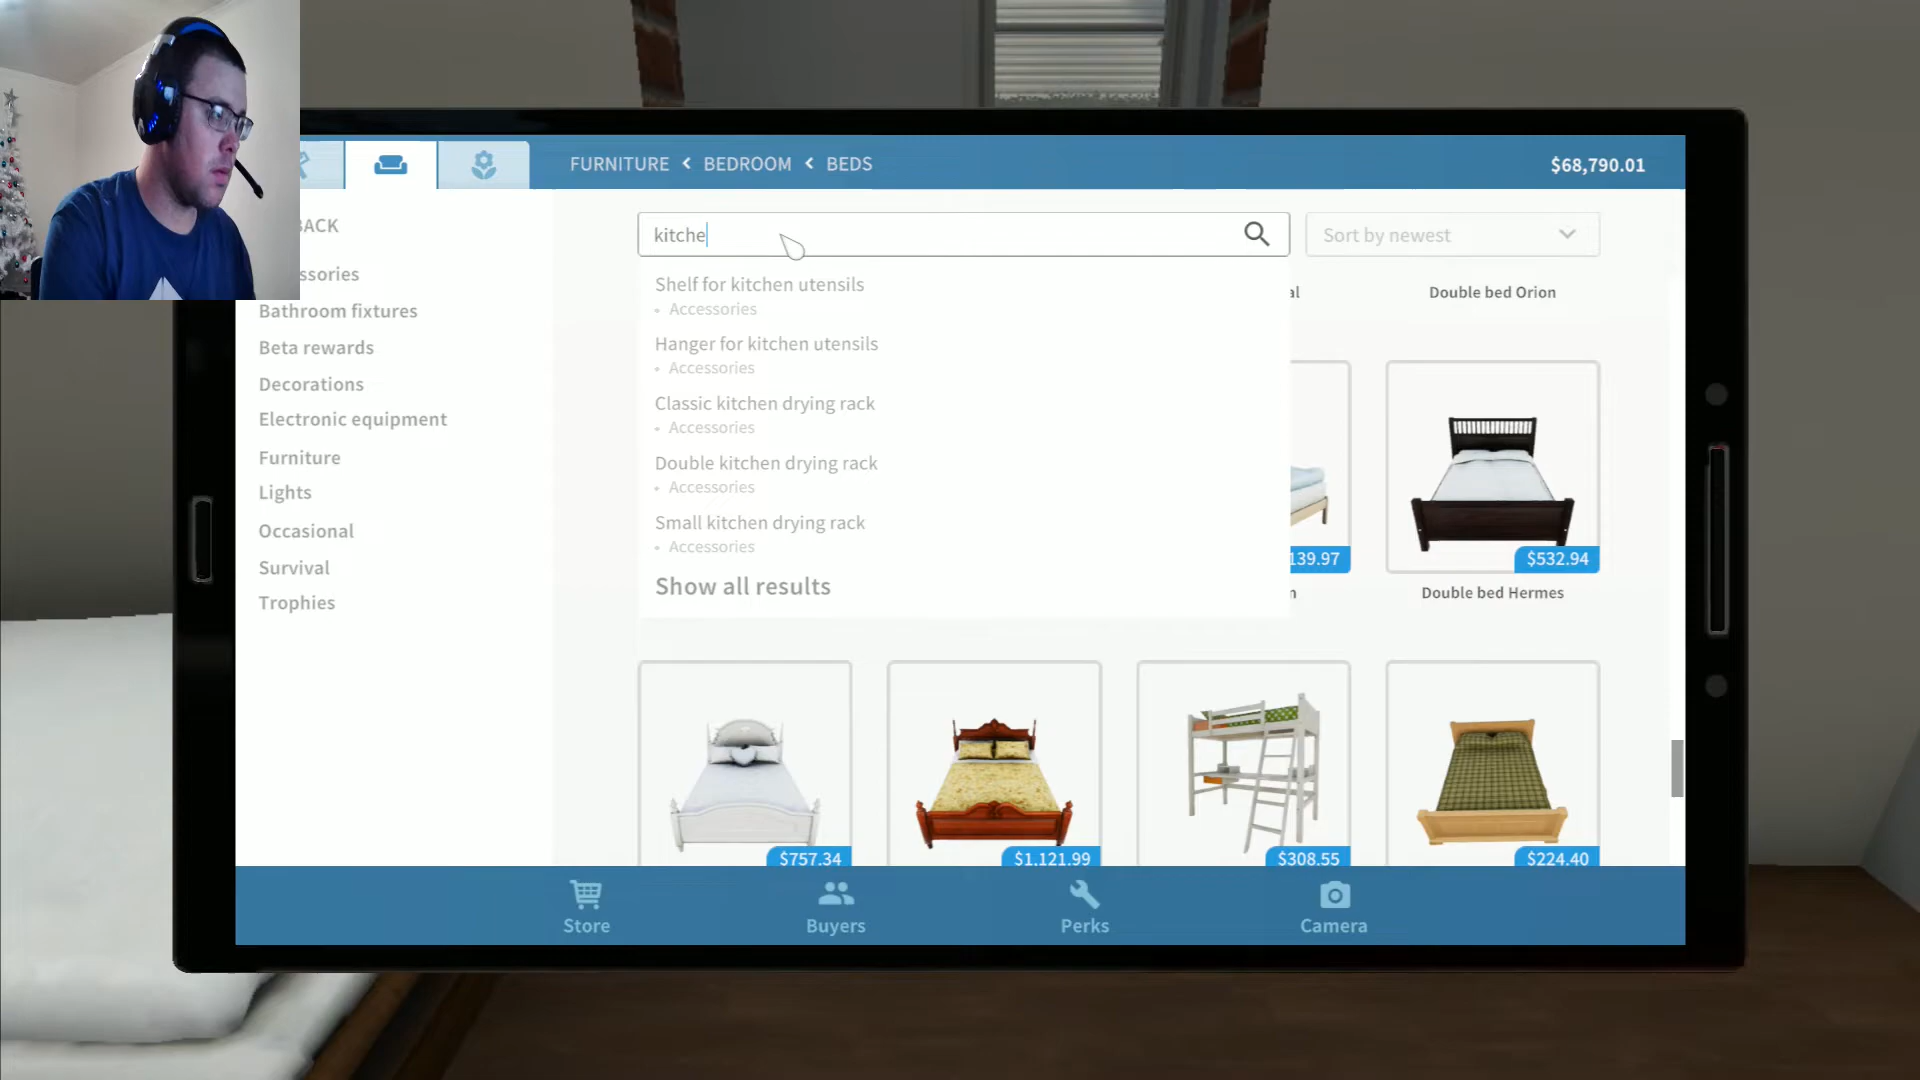 FURNITURE < BEDROOM < BEDS
$68,790.01
BACK
kitche
Sort by newest
Accessories
Bathroom fixtures
Beta rewards
Decorations
Electronic equipment
Furniture
Lights
Occasional
Survival
Trophies
Shelf for kitchen utensils
• Accessories
Hanger for kitchen utensils
• Accessories
Classic kitchen drying rack
• Accessories
Double kitchen drying rack
• Accessories
Small kitchen drying rack
• Accessories
Show all results
Double bed Orion
139.97
$532.94
Double bed Hermes
$757.34
$1,121.99
$308.55
$224.40
Store
Buyers
Perks
Camera